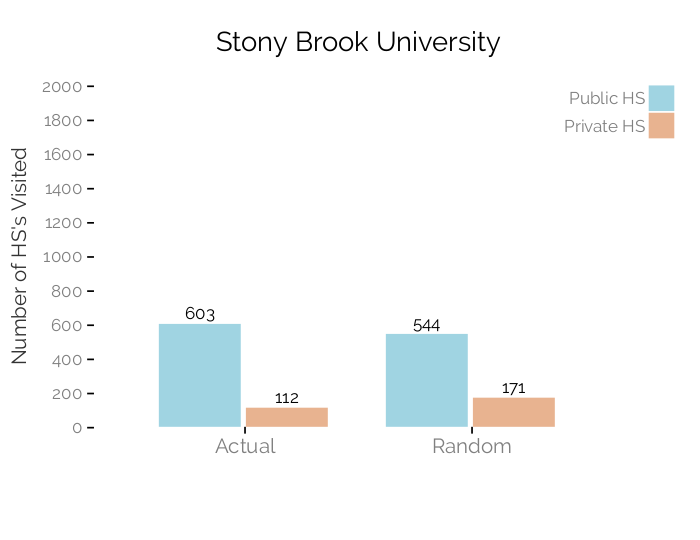 Stony Brook University
Number of HS's Visited
2000
1800
1600
1400
1200
1000
800
600
400
200
0
Public HS
Private HS
603
112
544
171
Actual
Random